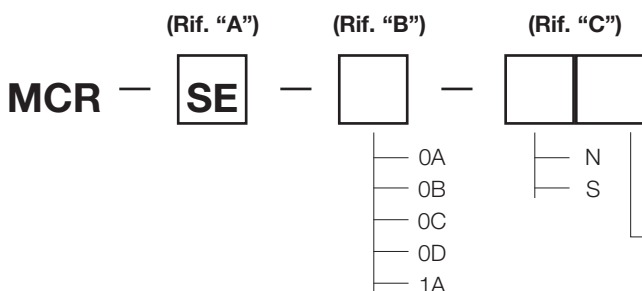 (Rif. “A”) (Rif. “B”) (Rif. “C”)
MCR — SE — —
0A N
0B S
0C
0D
1A